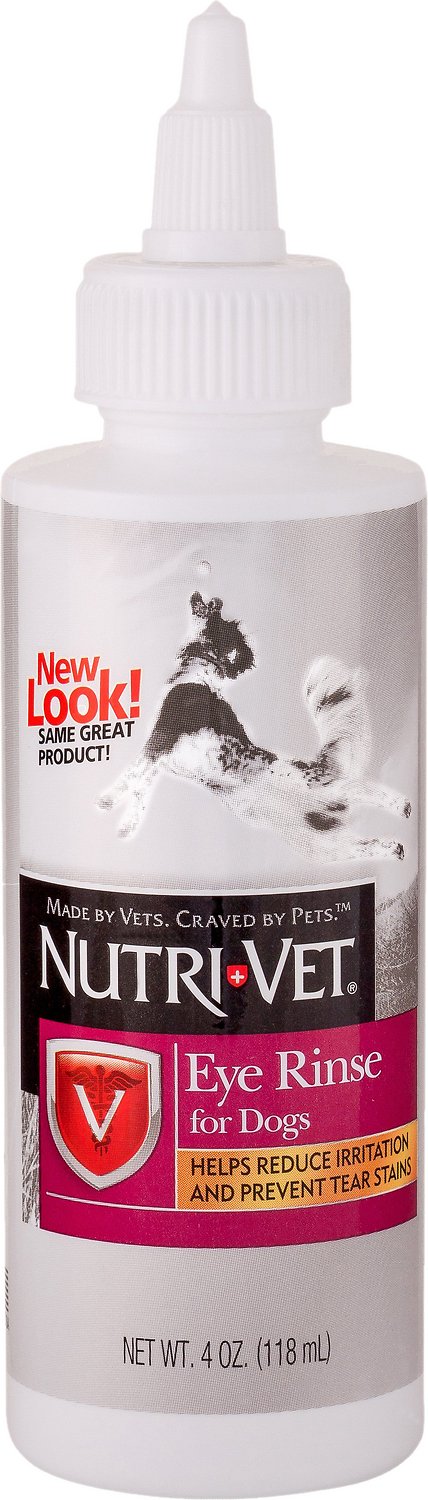 New
Look!
SAME GREAT
PRODUCT!
MADE BY VETS. CRAVED BY PETS.™
NUTRI-VET®
V
Eye Rinse
for Dogs
HELPS REDUCE IRRITATION
AND PREVENT TEAR STAINS
NET WT. 4 OZ. (118 mL)